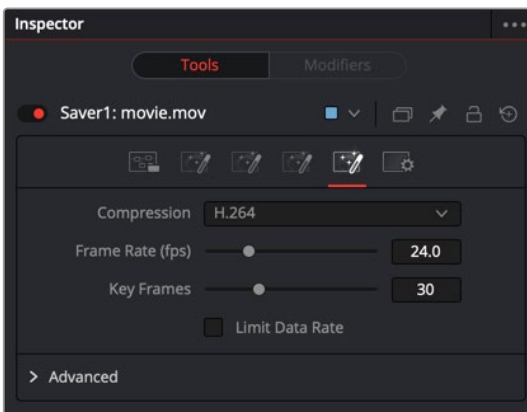 Inspector
Tools Modifiers
Saver1: movie.mov
Compression H.264
Frame Rate (fps) 24.0
Key Frames 30
Limit Data Rate
Advanced